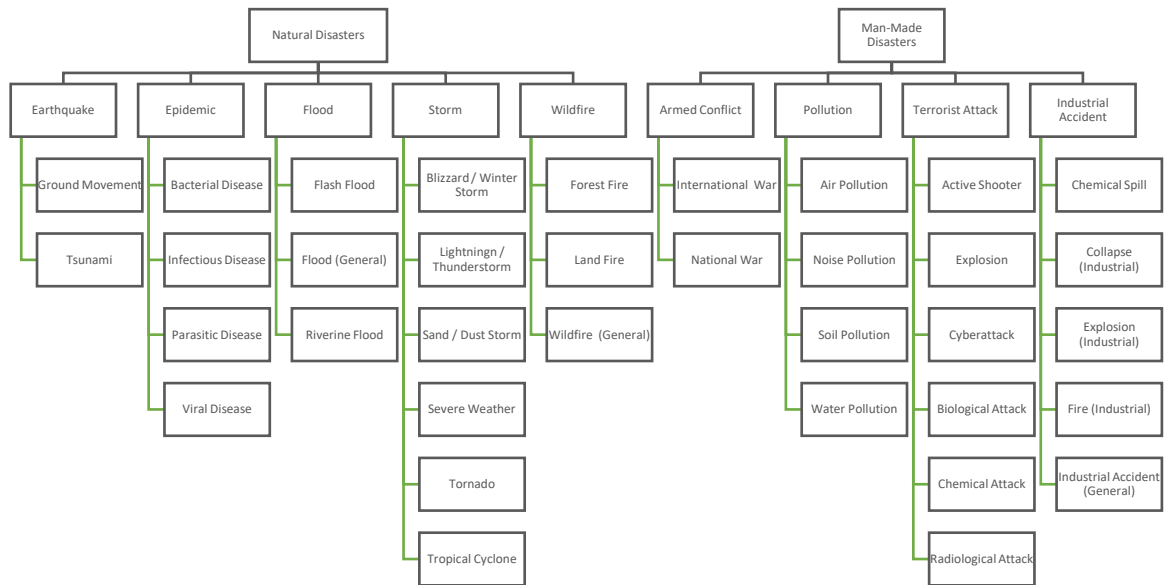 Natural Disasters
Man-Made
Disasters
Earthquake
Epidemic
Flood
Storm
Wildfire
Armed Conflict
Pollution
Terrorist Attack
Industrial
Accident
Ground Movement
Bacterial Disease
Flash Flood
Blizzard / Winter
Storm
Forest Fire
International War
Air Pollution
Active Shooter
Chemical Spill
Tsunami
Infectious Disease
Flood (General)
Lightningn /
Thunderstorm
Land Fire
National War
Noise Pollution
Explosion
Collapse
(Industrial)
Parasitic Disease
Riverine Flood
Sand / Dust Storm
Wildfire (General)
Soil Pollution
Cyberattack
Explosion
(Industrial)
Viral Disease
Severe Weather
Water Pollution
Biological Attack
Fire (Industrial)
Tornado
Chemical Attack
Industrial Accident
(General)
Tropical Cyclone
Radiological Attack